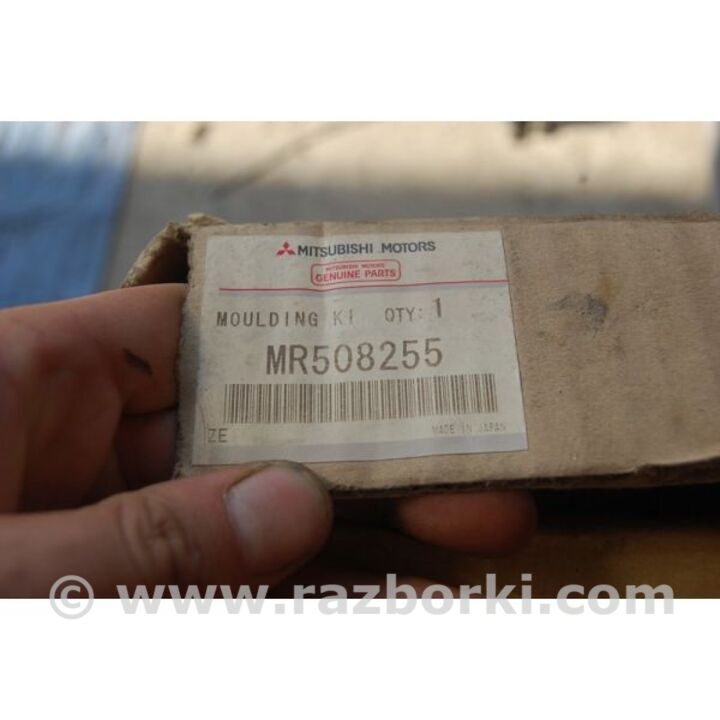 MITSUBISHI MOTORS
MITSUBISHI MOTORS
GENUINE PARTS
MOULDING KI QTY: 1
MR508255
ZE MADE IN JAPAN
© www.razborki.com